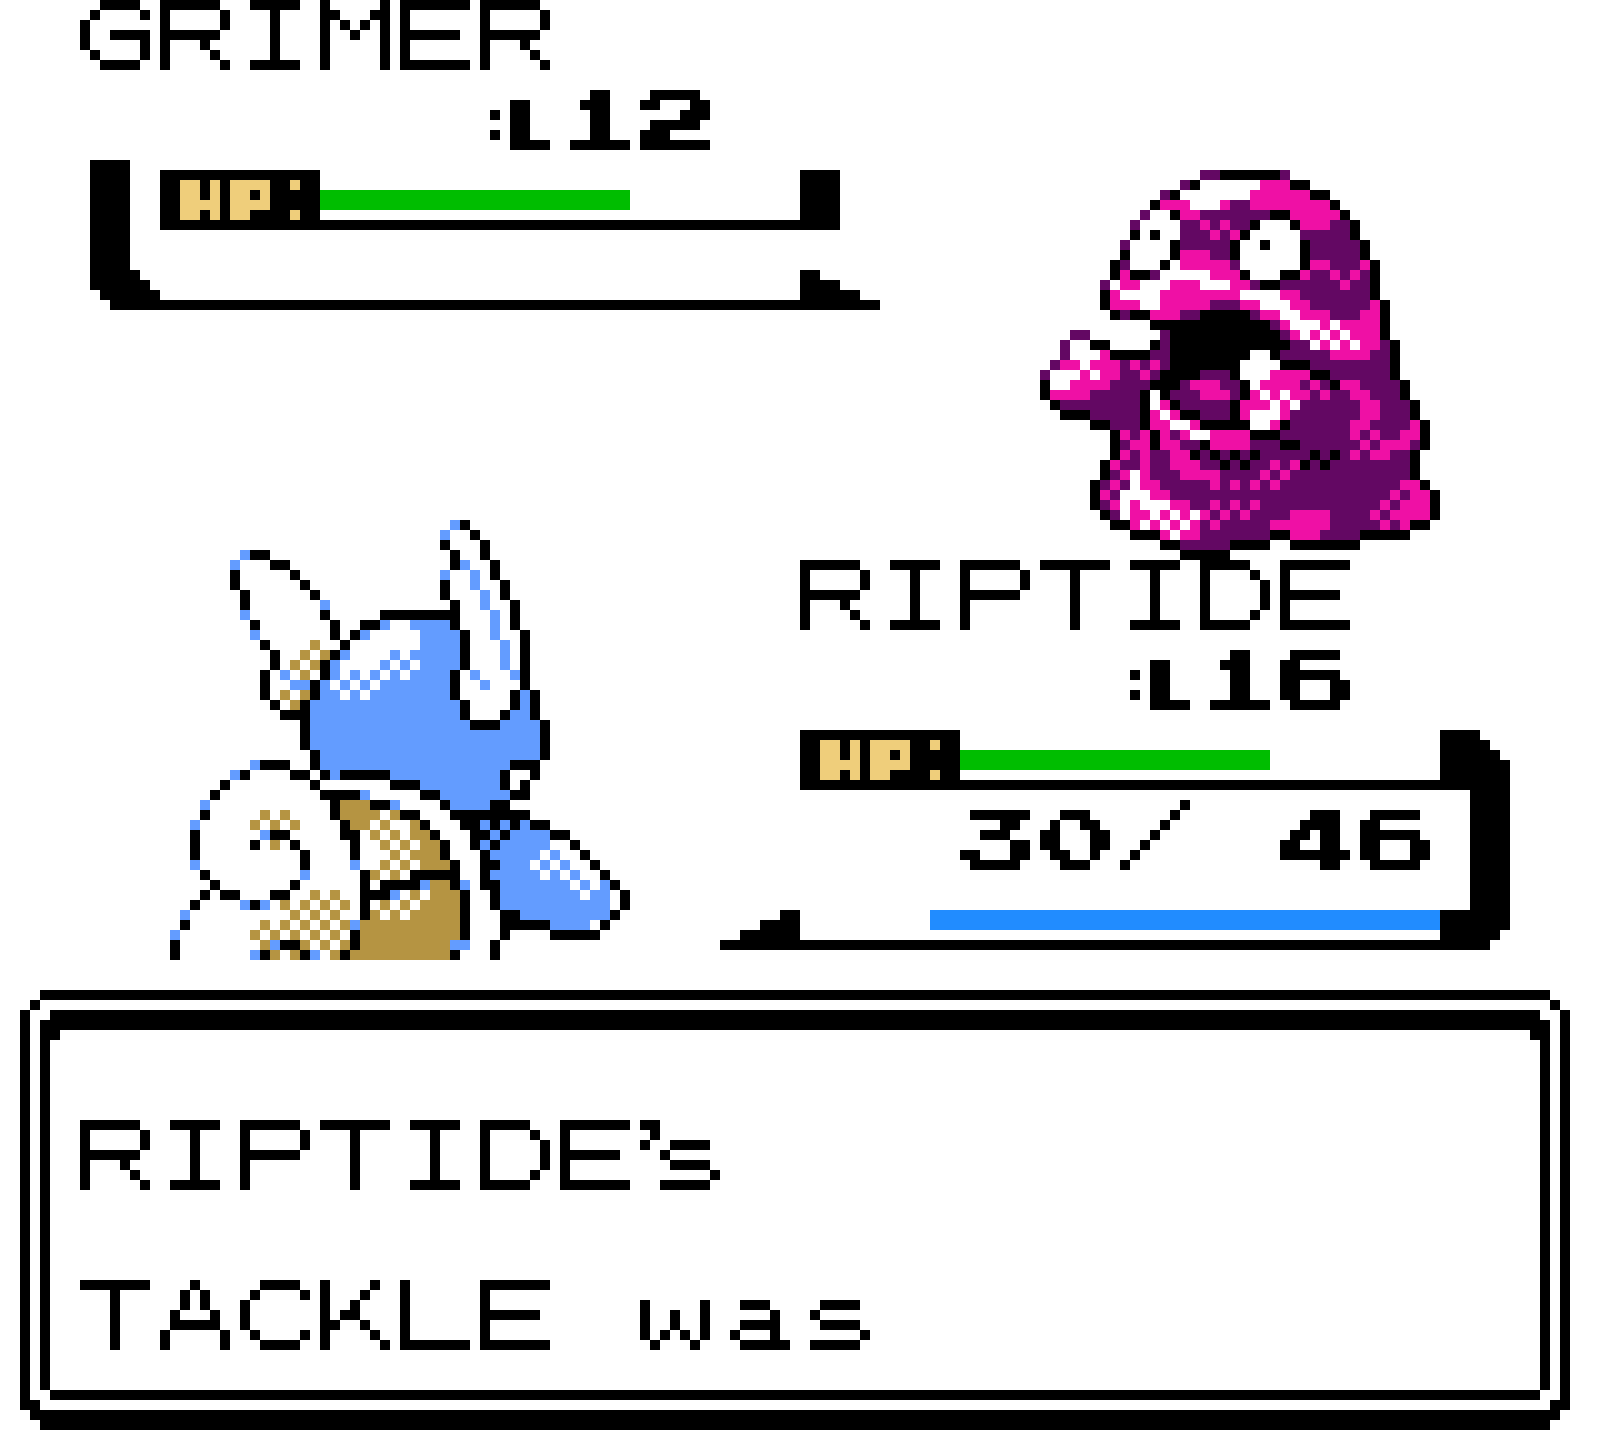 GRIMER
:L12
HP:
RIPTIDE
:L16
HP:
30/ 46
RIPTIDE's
TACKLE was